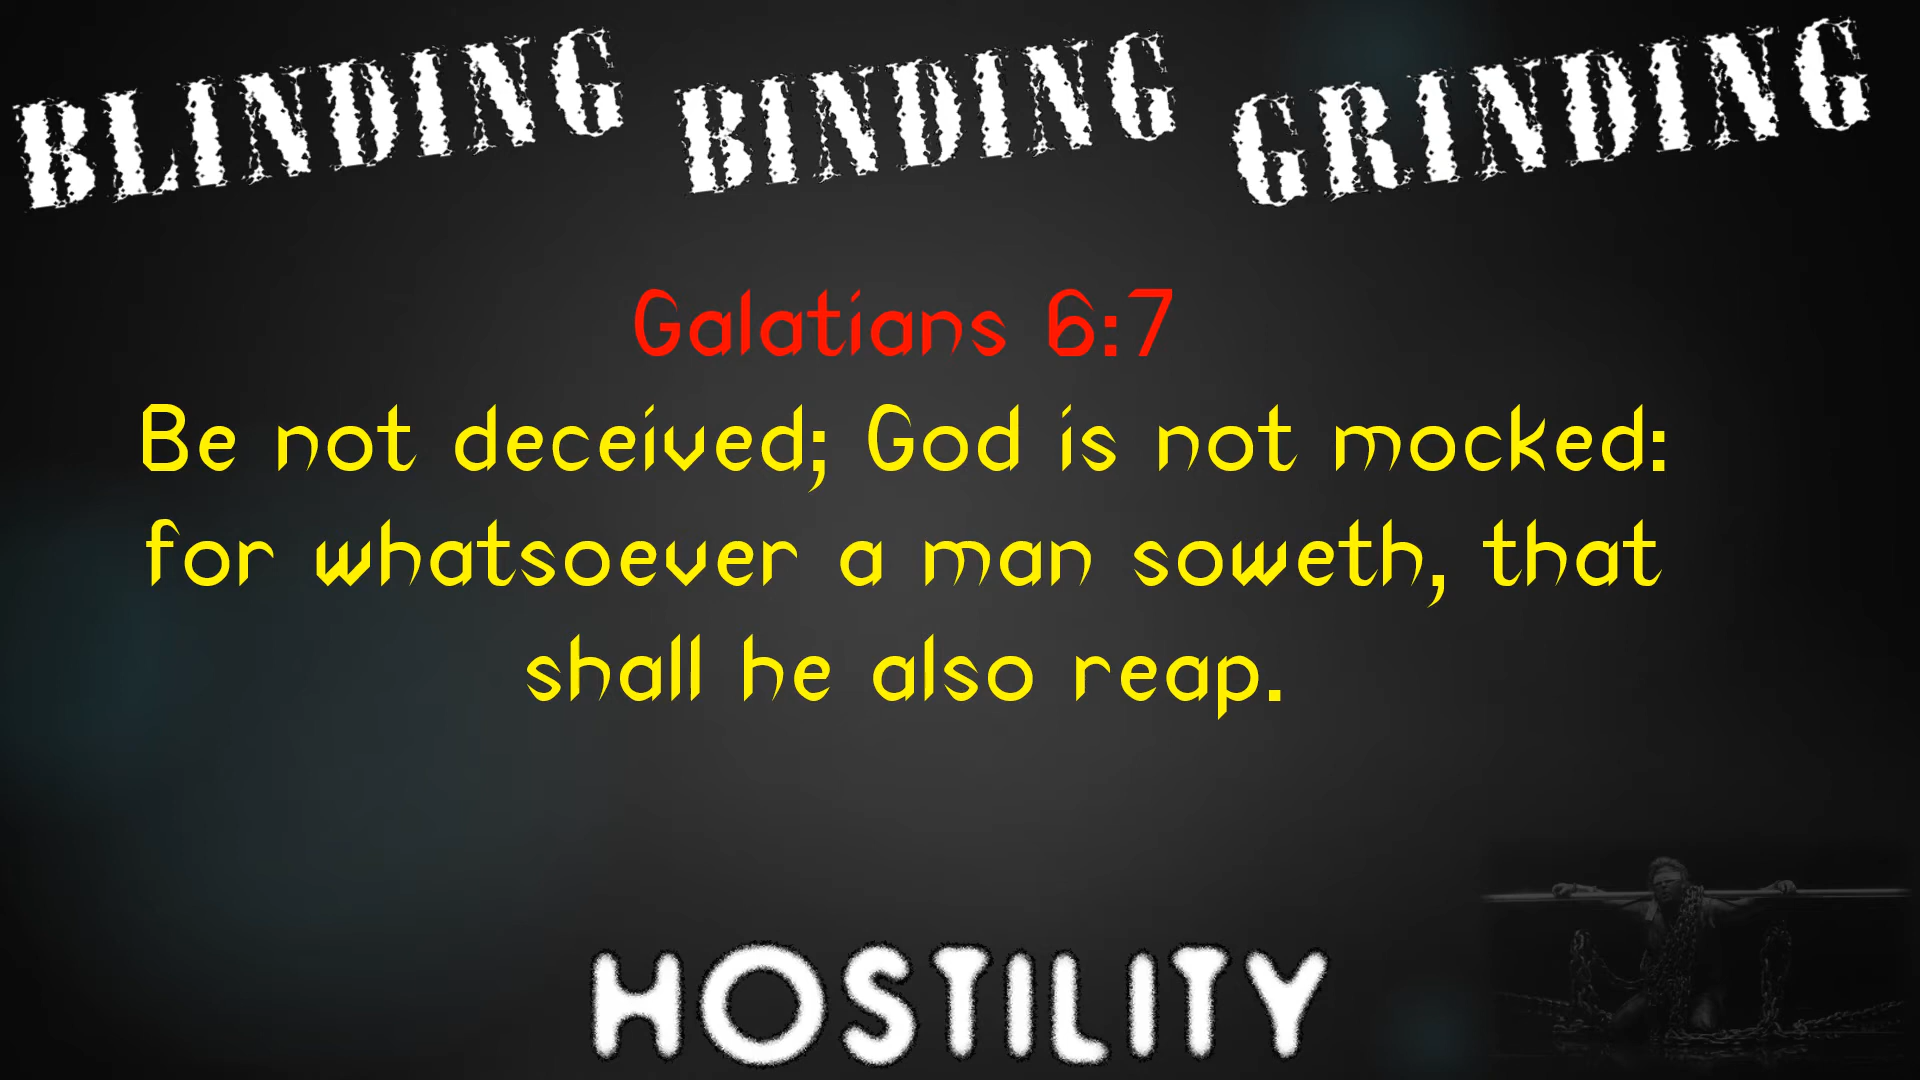 BLINDING BINDING GRINDING
Galatians 6:7
Be not deceived; God is not mocked:
for whatsoever a man soweth, that
shall he also reap.
HOSTILITY